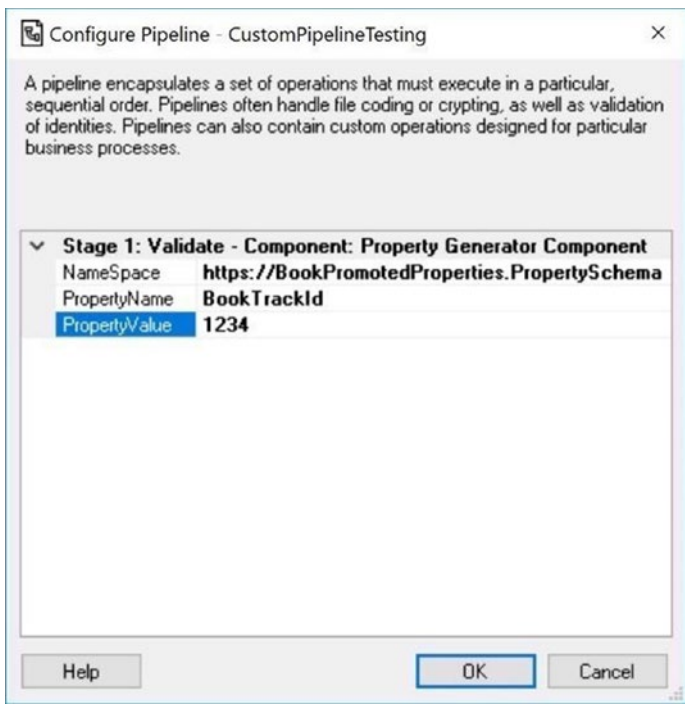 Configure Pipeline - CustomPipelineTesting
A pipeline encapsulates a set of operations that must execute in a particular,
sequential order. Pipelines often handle file coding or crypting, as well as validation
of identities. Pipelines can also contain custom operations designed for particular
business processes.
Stage 1: Validate - Component: Property Generator Component
NameSpace https://BookPromotedProperties.PropertySchema
PropertyName BookTrackId
PropertyValue 1234
Help OK Cancel